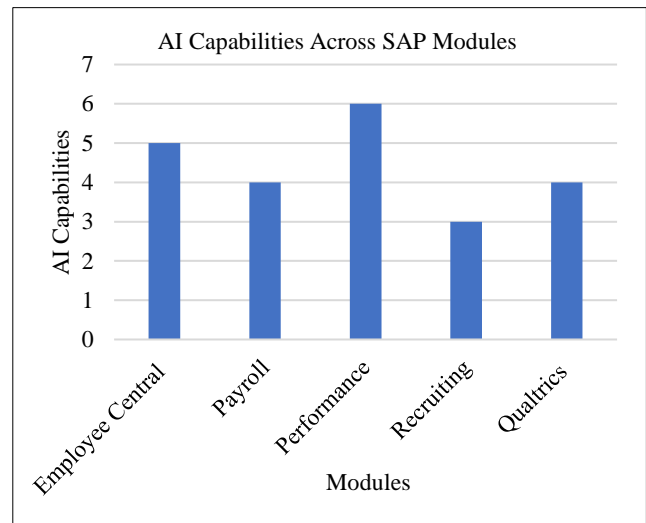 AI Capabilities Across SAP Modules
7
6
5
4
3
2
1
0
AI Capabilities
Employee Central
Payroll
Performance
Recruiting
Qualtrics
Modules